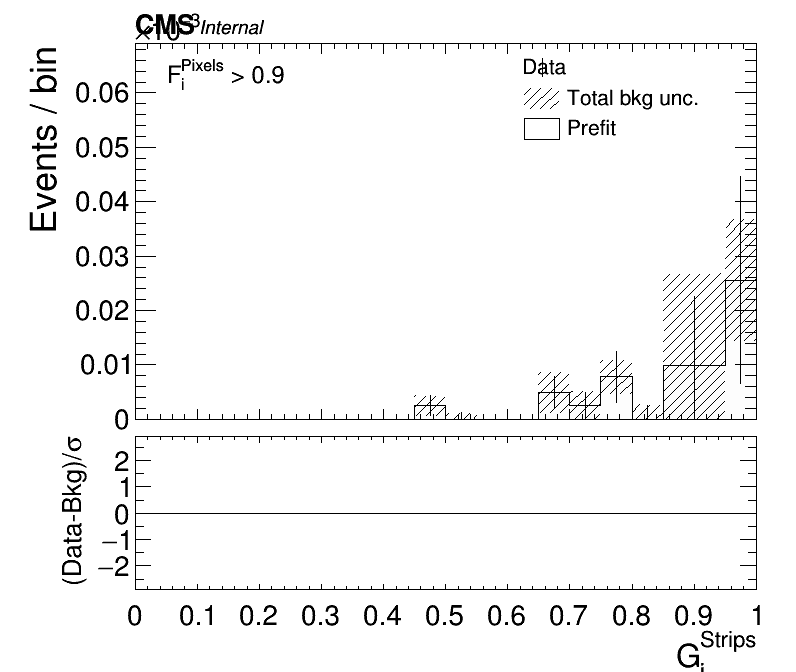 CMS Internal
×10^3
F_i^Pixels > 0.9
Data
Total bkg unc.
Prefit
Events / bin
0.06
0.05
0.04
0.03
0.02
0.01
0
(Data-Bkg)/σ
2
1
0
−1
−2
0 0.1 0.2 0.3 0.4 0.5 0.6 0.7 0.8 0.9 1
G_i^Strips